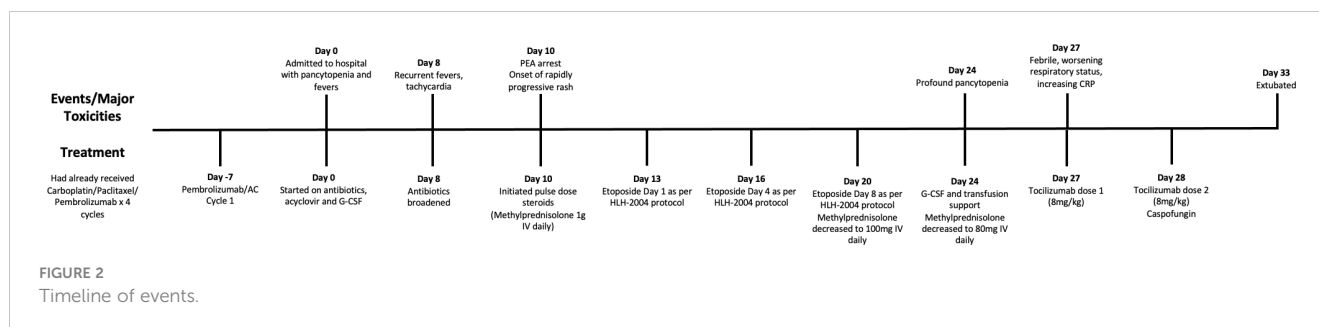 Events/Major
Toxicities
Day 0
Admitted to hospital
with pancytopenia and
fevers
Day 8
Recurrent fevers,
tachycardia
Day 10
PEA arrest
Onset of rapidly
progressive rash
Day 24
Profound pancytopenia
Day 27
Febrile, worsening
respiratory status,
increasing CRP
Day 33
Extubated
Treatment
Had already received
Carboplatin/Paclitaxel/
Pembrolizumab x 4
cycles
Day -7
Pembrolizumab/AC
Cycle 1
Day 0
Started on antibiotics,
acyclovir and G-CSF
Day 8
Antibiotics
broadened
Day 10
Initiated pulse dose
steroids
(Methylprednisolone 1g
IV daily)
Day 13
Etoposide Day 1 as per
HLH-2004 protocol
Day 16
Etoposide Day 4 as per
HLH-2004 protocol
Day 20
Etoposide Day 8 as per
HLH-2004 protocol
Methylprednisolone
decreased to 100mg IV
daily
Day 24
G-CSF and transfusion
support
Methylprednisolone
decreased to 80mg IV
daily
Day 27
Tocilizumab dose 1
(8mg/kg)
Day 28
Tocilizumab dose 2
(8mg/kg)
Caspofungin
FIGURE 2
Timeline of events.